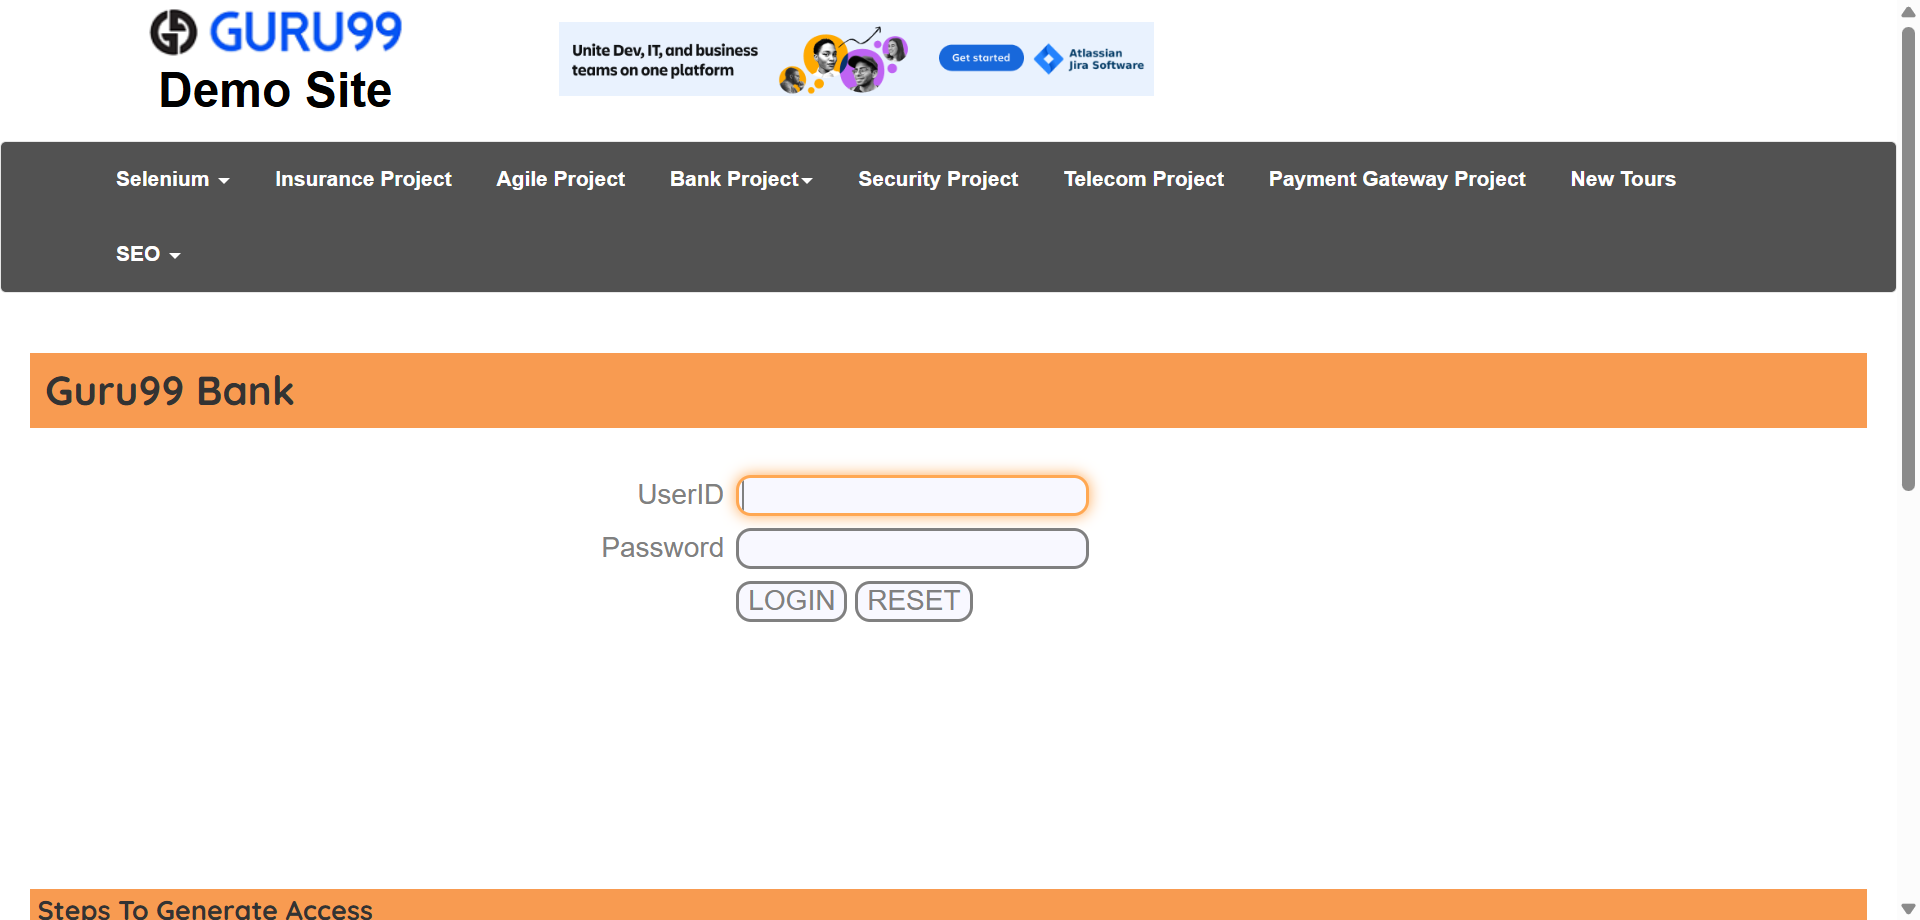 GURU99
Demo Site
Unite Dev, IT, and business
teams on one platform
Get started
Atlassian
Jira Software
Selenium
Insurance Project
Agile Project
Bank Project
Security Project
Telecom Project
Payment Gateway Project
New Tours
SEO
Guru99 Bank
UserID
Password
LOGIN
RESET
Steps To Generate Access